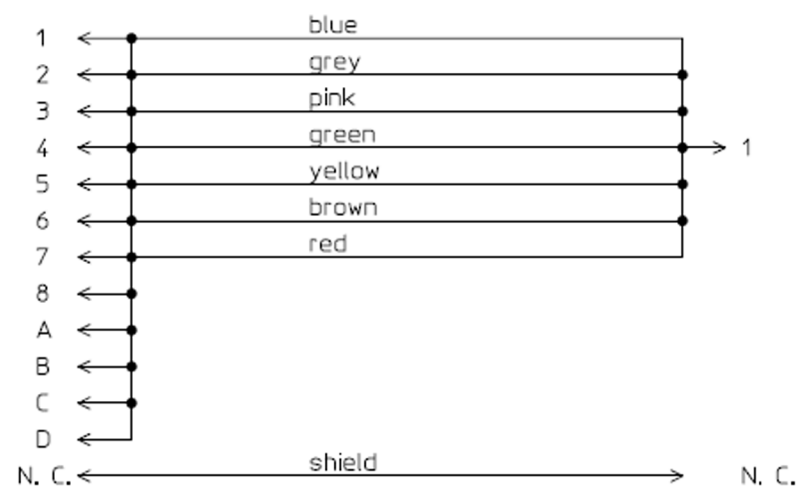 blue
1
grey
2
pink
3
green
4 1
yellow
5
brown
6
red
7
8
A
B
C
D
shield
N. C. N. C.